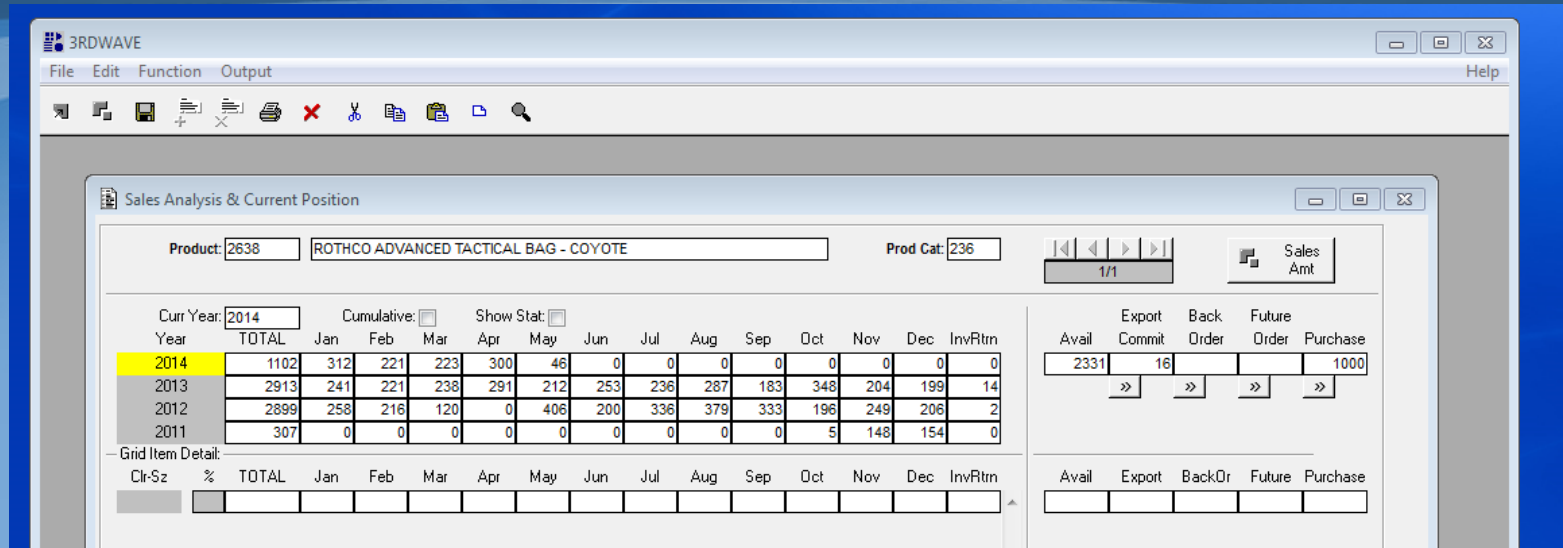 3RDWAVE
File Edit Function Output Help
Sales Analysis & Current Position
Product: 2638 ROTHCO ADVANCED TACTICAL BAG - COYOTE Prod Cat: 236
1/1
Sales
Amt
Curr Year: 2014 Cumulative: Show Stat: Export Back Future
Year TOTAL Jan Feb Mar Apr May Jun Jul Aug Sep Oct Nov Dec InvRtrn Avail Commit Order Order Purchase
2014 1102 312 221 223 300 46 0 0 0 0 0 0 0 0 2331 16 1000
2013 2913 241 221 238 291 212 253 236 287 183 348 204 199 14 » » » »
2012 2899 258 216 120 0 406 200 336 379 333 196 249 206 2
2011 307 0 0 0 0 0 0 0 0 0 5 148 154 0
Grid Item Detail:
Clr-Sz % TOTAL Jan Feb Mar Apr May Jun Jul Aug Sep Oct Nov Dec InvRtrn Avail Export BackOr Future Purchase